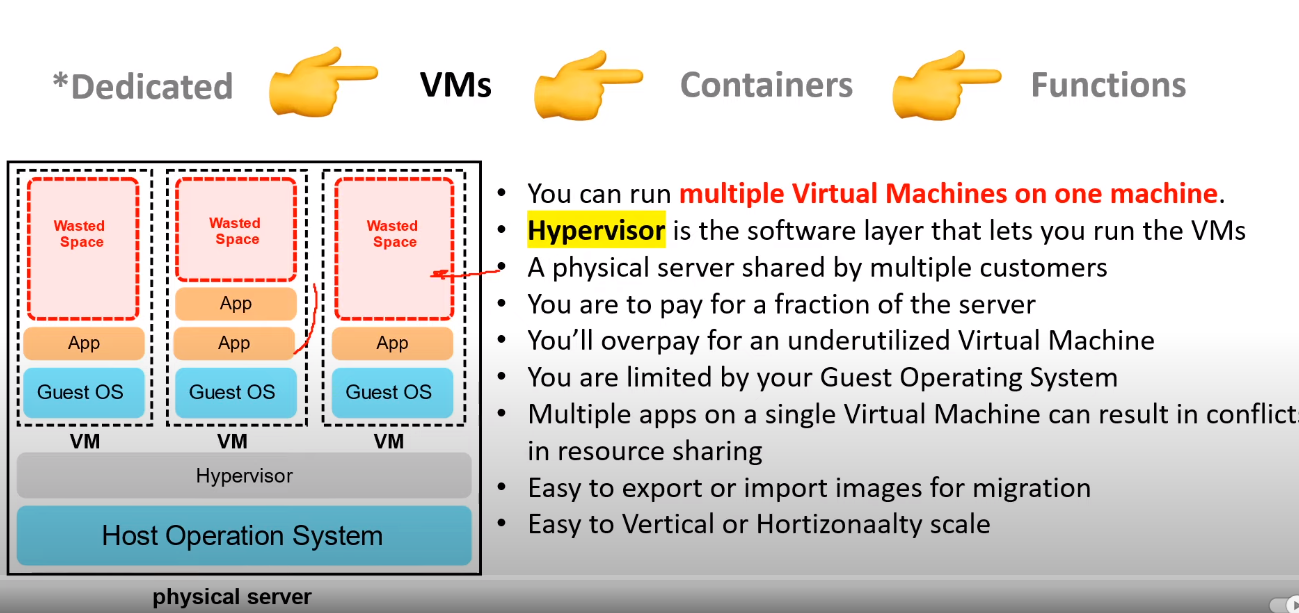 *Dedicated
VMs
Containers
Functions
Wasted
Space
Wasted
Space
Wasted
Space
App
App
App
App
Guest OS
Guest OS
Guest OS
VM
VM
VM
Hypervisor
Host Operation System
physical server
• You can run multiple Virtual Machines on one machine.
• Hypervisor is the software layer that lets you run the VMs
• A physical server shared by multiple customers
• You are to pay for a fraction of the server
• You’ll overpay for an underutilized Virtual Machine
• You are limited by your Guest Operating System
• Multiple apps on a single Virtual Machine can result in conflicts
in resource sharing
• Easy to export or import images for migration
• Easy to Vertical or Hortizonaalty scale